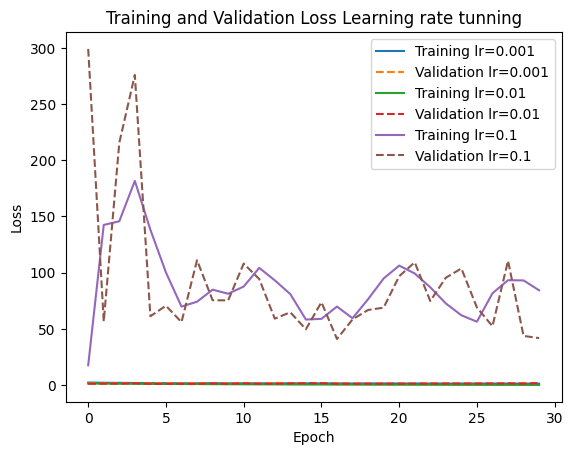 Training and Validation Loss Learning rate tunning
300
250
200
150
100
50
0
Loss
Training lr=0.001
Validation lr=0.001
Training lr=0.01
Validation lr=0.01
Training lr=0.1
Validation lr=0.1
0 5 10 15 20 25 30
Epoch